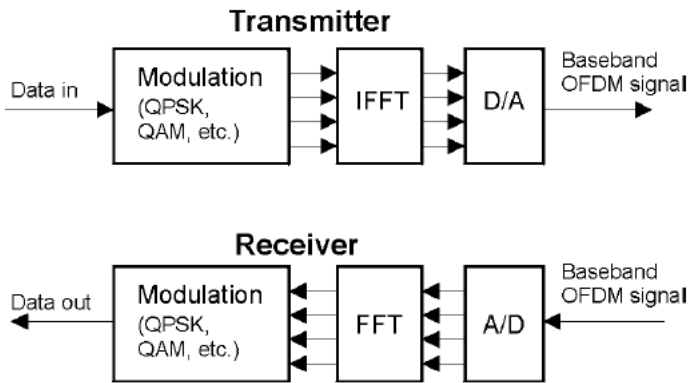 Transmitter
Data in
Modulation
(QPSK,
QAM, etc.)
IFFT
D/A
Baseband
OFDM signal
Receiver
Data out
Modulation
(QPSK,
QAM, etc.)
FFT
A/D
Baseband
OFDM signal